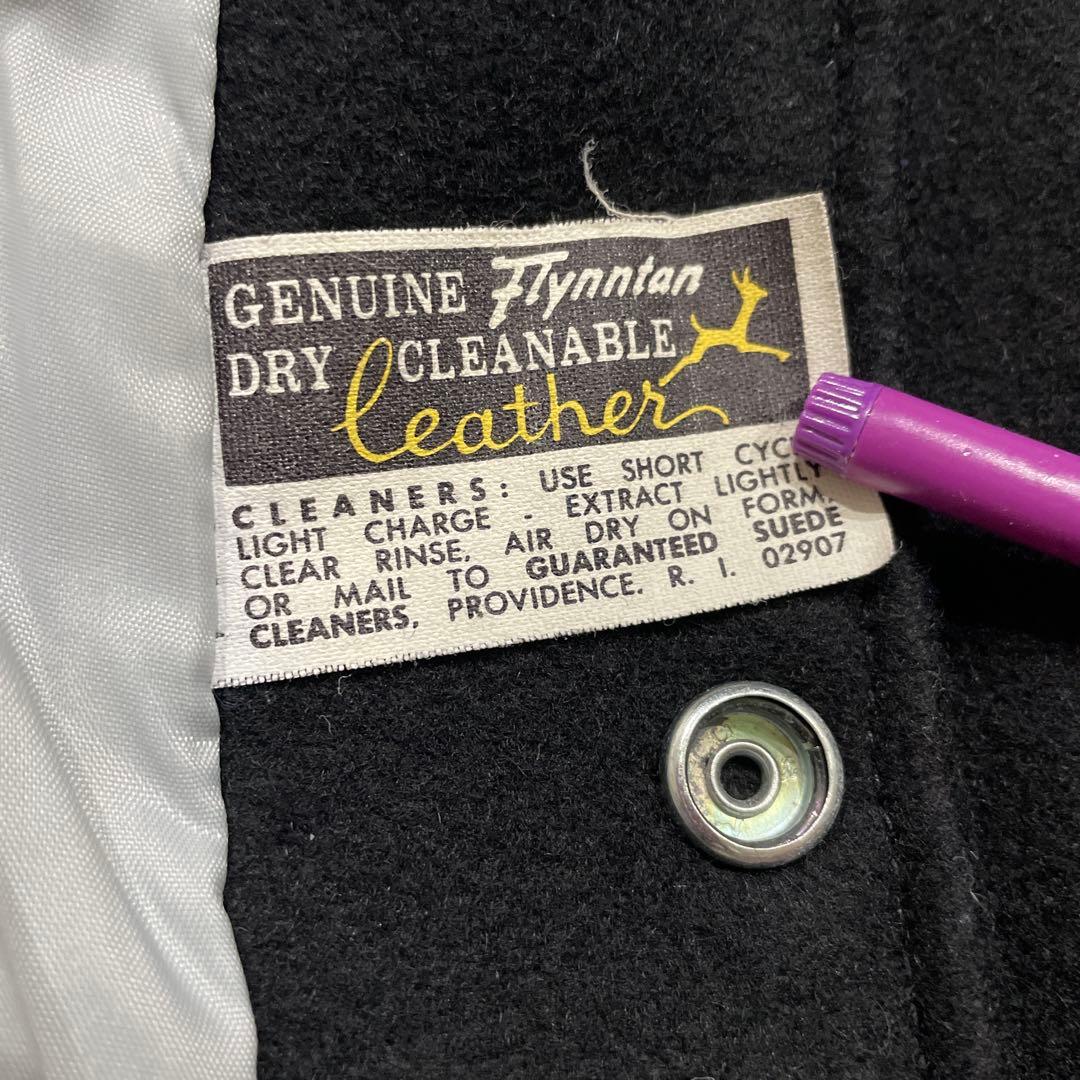 GENUINE Flynntan
DRY CLEANABLE
leather
CLEANERS: USE SHORT
LIGHT CHARGE - EXTRACT LIGHTLY
CLEAR RINSE. AIR DRY ON
OR MAIL TO GUARANTEED SUEDE
CLEANERS, PROVIDENCE, R. I. 02907